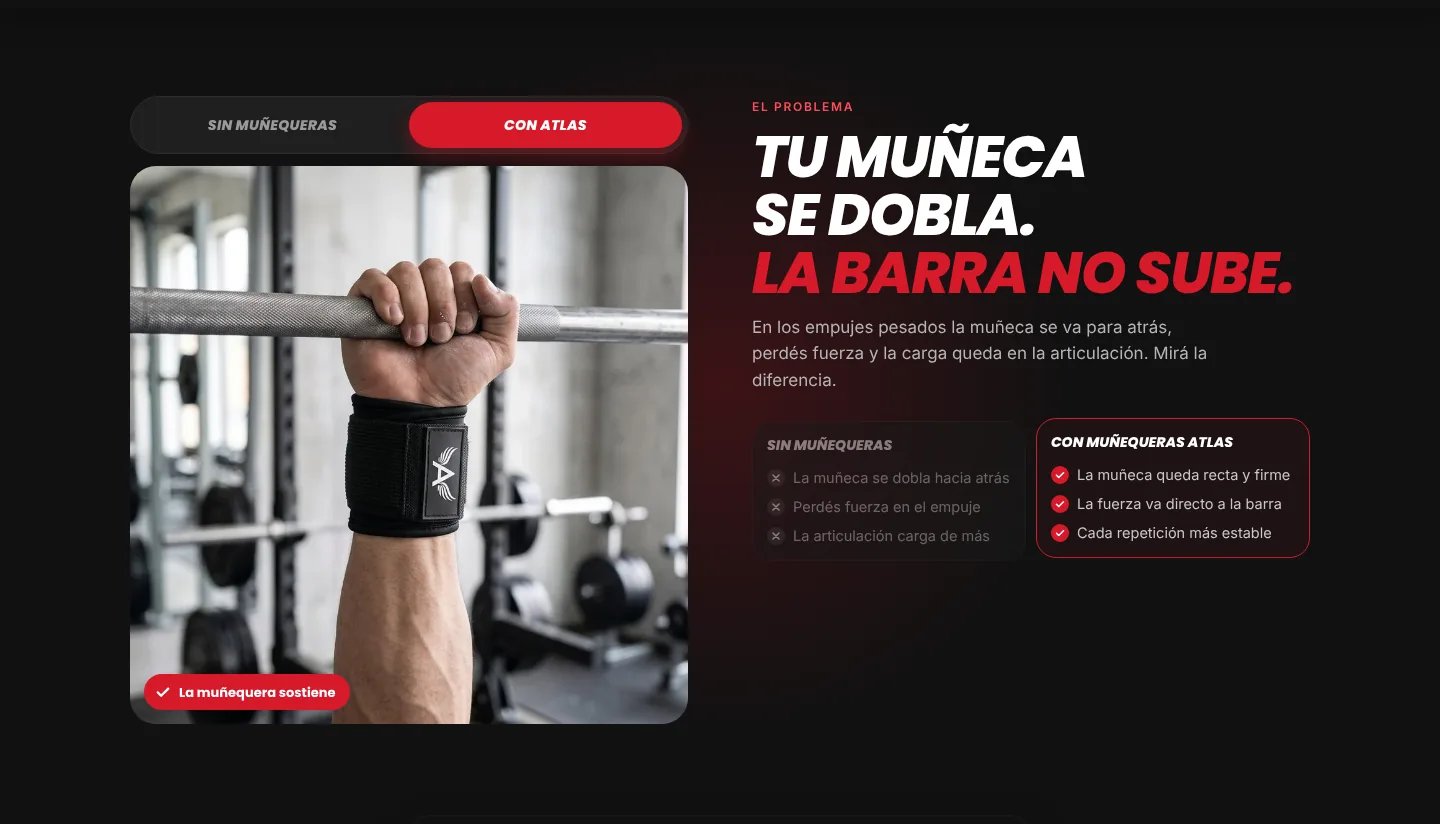 SIN MUÑEQUERAS
CON ATLAS
La muñequera sostiene
EL PROBLEMA
TU MUÑECA
SE DOBLA.
LA BARRA NO SUBE.
En los empujes pesados la muñeca se va para atrás,
perdés fuerza y la carga queda en la articulación. Mirá la
diferencia.
SIN MUÑEQUERAS
La muñeca se dobla hacia atrás
Perdés fuerza en el empuje
La articulación carga de más
CON MUÑEQUERAS ATLAS
La muñeca queda recta y firme
La fuerza va directo a la barra
Cada repetición más estable